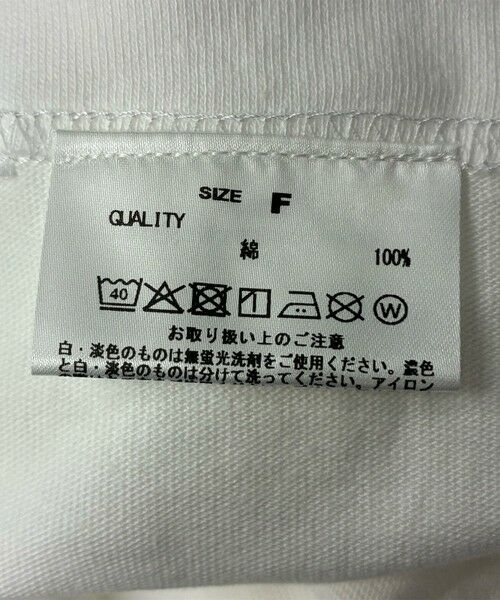 SIZE F
QUALITY
綿 100%
40 W
お取り扱い上のご注意
白・淡色のものは無蛍光洗剤をご使用ください。濃色
と白・淡色のものは分けて洗ってください。アイロン